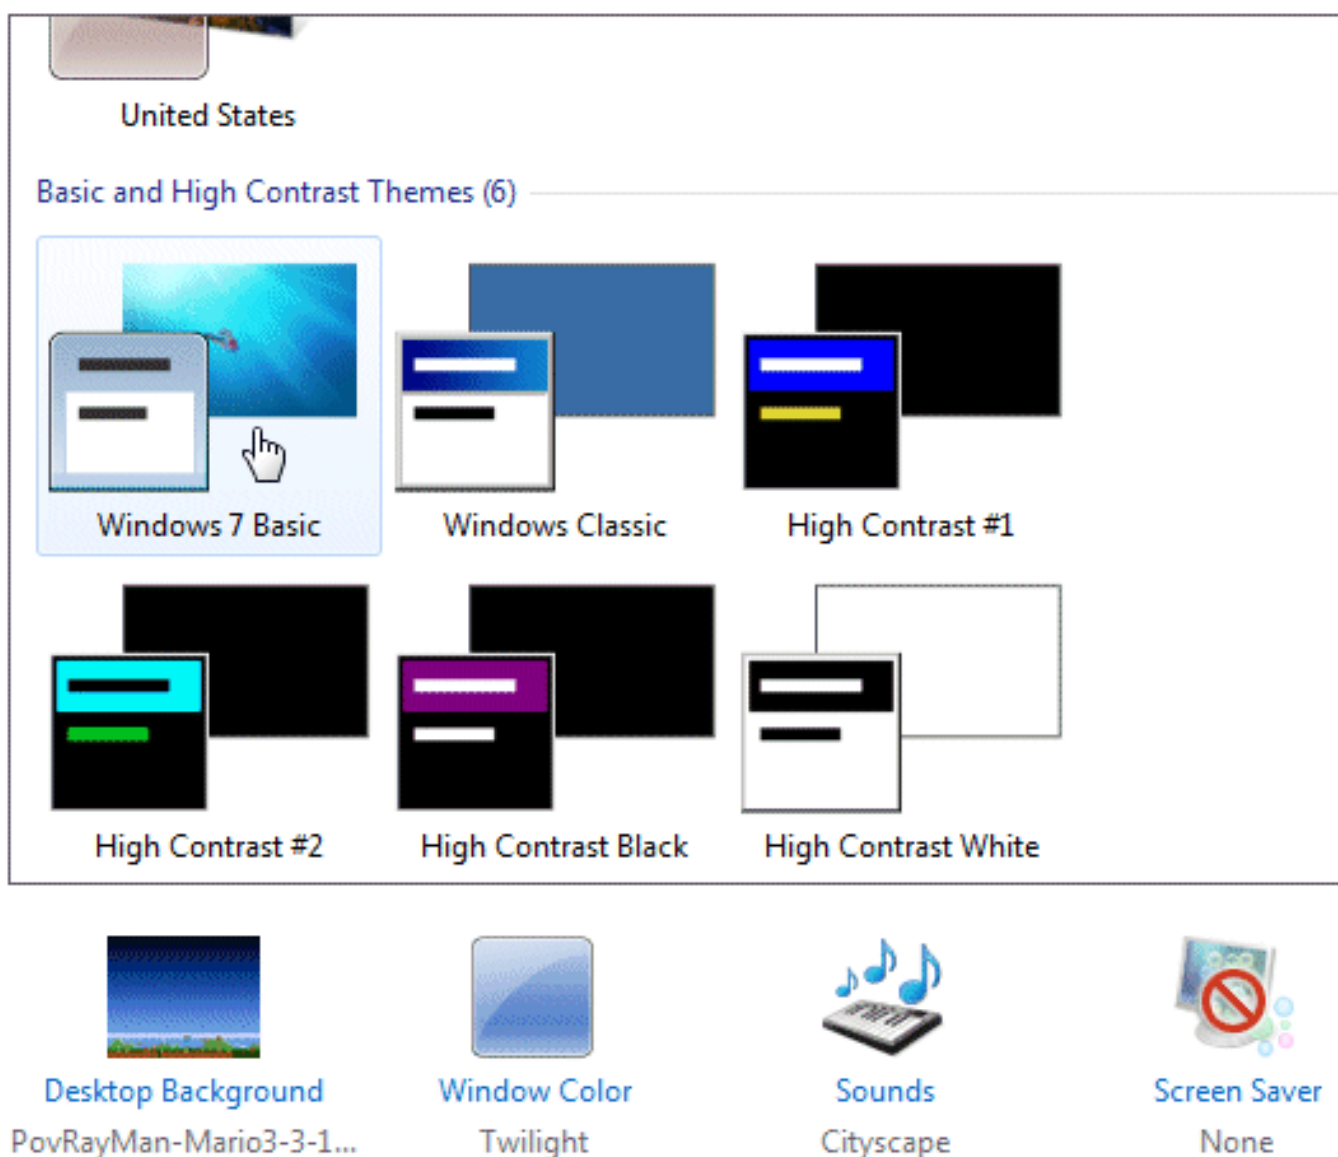 United States
Basic and High Contrast Themes (6)
Windows 7 Basic
Windows Classic
High Contrast #1
High Contrast #2
High Contrast Black
High Contrast White
Desktop Background
Window Color
Sounds
Screen Saver
PovRayMan-Mario3-3-1...
Twilight
Cityscape
None